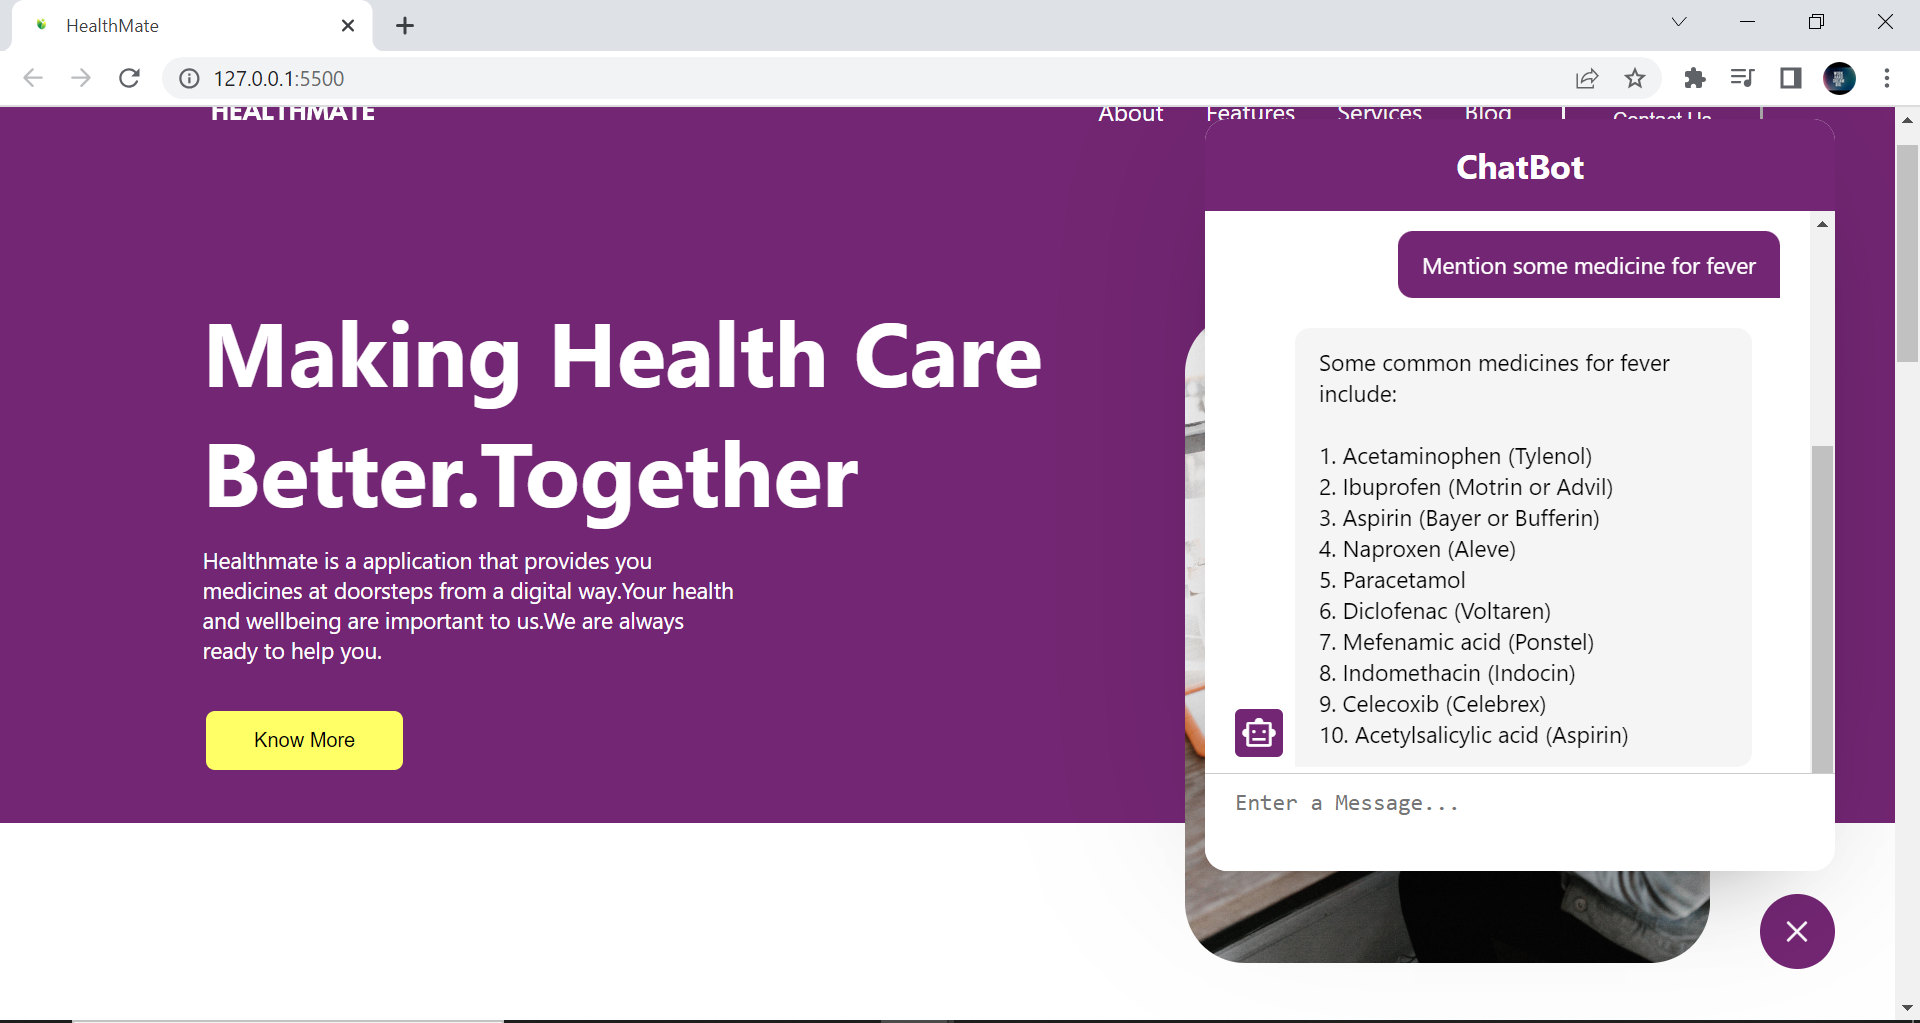 HealthMate
127.0.0.1:5500
HEALTHMATE
About Features Services Blog Contact Us
ChatBot
Mention some medicine for fever
Making Health Care
Better.Together
Healthmate is a application that provides you
medicines at doorsteps from a digital way.Your health
and wellbeing are important to us.We are always
ready to help you.
Know More
Some common medicines for fever
include:
1. Acetaminophen (Tylenol)
2. Ibuprofen (Motrin or Advil)
3. Aspirin (Bayer or Bufferin)
4. Naproxen (Aleve)
5. Paracetamol
6. Diclofenac (Voltaren)
7. Mefenamic acid (Ponstel)
8. Indomethacin (Indocin)
9. Celecoxib (Celebrex)
10. Acetylsalicylic acid (Aspirin)
Enter a Message...